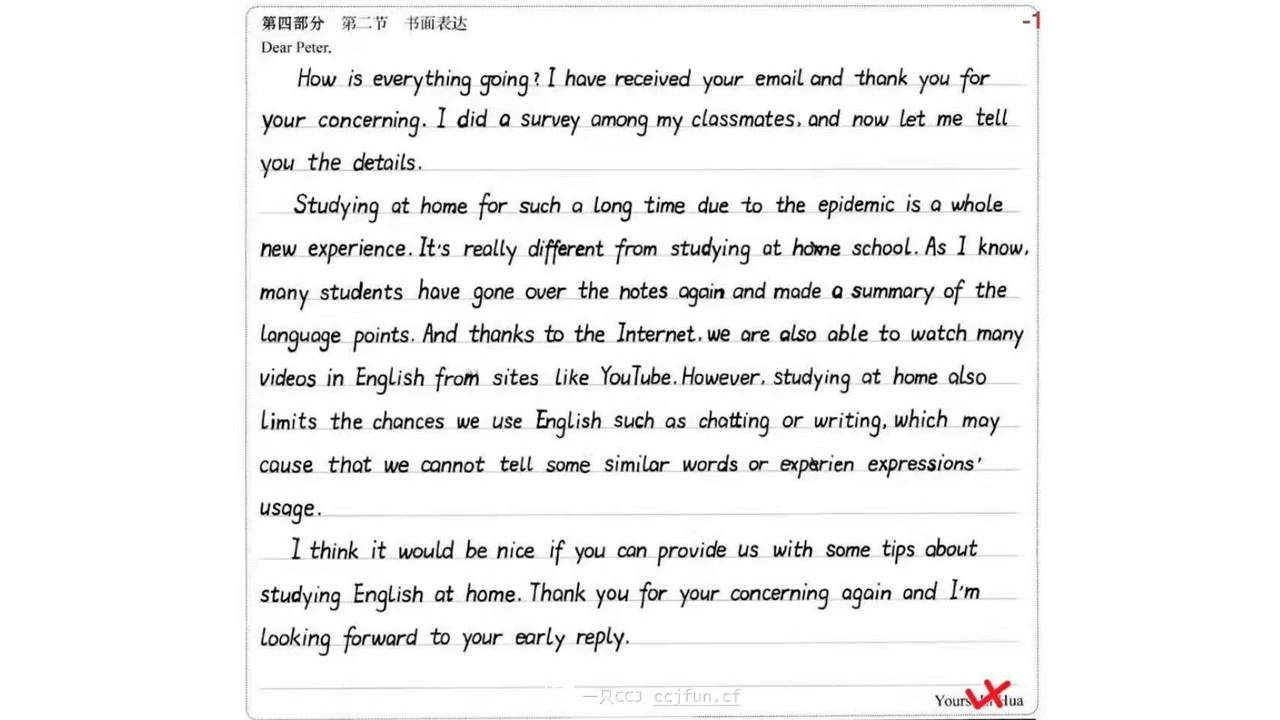 第四部分 第二节 书面表达
-1
Dear Peter,
How is everything going? I have received your email and thank you for
your concerning. I did a survey among my classmates, and now let me tell
you the details.
Studying at home for such a long time due to the epidemic is a whole
new experience. It's really different from studying at home school. As I know,
many students have gone over the notes again and made a summary of the
language points. And thanks to the Internet, we are also able to watch many
videos in English from sites like YouTube. However, studying at home also
limits the chances we use English such as chatting or writing, which may
cause that we cannot tell some similar words or experien expressions'
usage.
I think it would be nice if you can provide us with some tips about
studying English at home. Thank you for your concerning again and I'm
looking forward to your early reply.
一只CCJ ccjfun.cf
Yours Hua